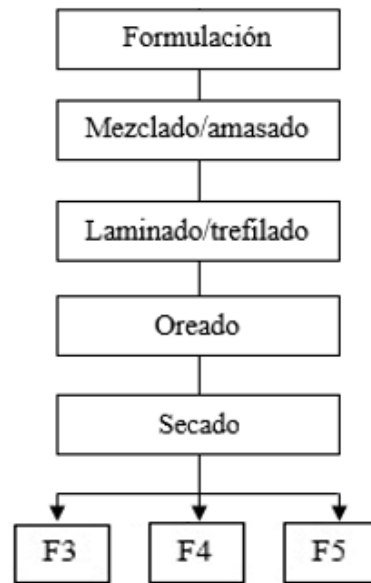 Formulación
Mezclado/amasado
Laminado/trefilado
Oreado
Secado
F3 F4 F5